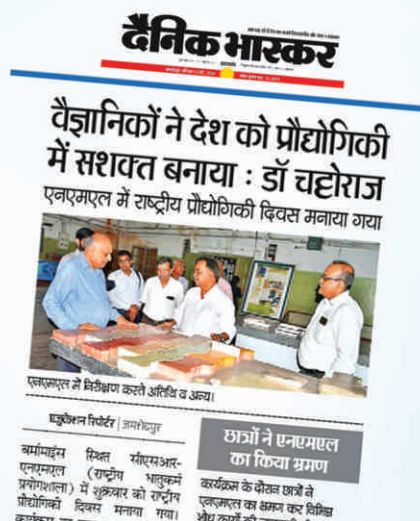 दैनिक भास्कर
वैज्ञानिकों ने देश को प्रौद्योगिकी
में सशक्त बनाया : डॉ चट्टोराज
एनएमएल में राष्ट्रीय प्रौद्योगिकी दिवस मनाया गया
एनएमएल में निरीक्षण करते अतिथि व अन्य।
एजुकेशन रिपोर्टर | जमशेदपुर
बर्मामाइंस स्थित सीएसआईआर-
एनएमएल (राष्ट्रीय धातुकर्म
प्रयोगशाला) में शुक्रवार को राष्ट्रीय
प्रौद्योगिकी दिवस मनाया गया।
छात्रों ने एनएमएल
का किया भ्रमण
कार्यक्रम के दौरान छात्रों ने
एनएमएल का भ्रमण कर विभिन्न